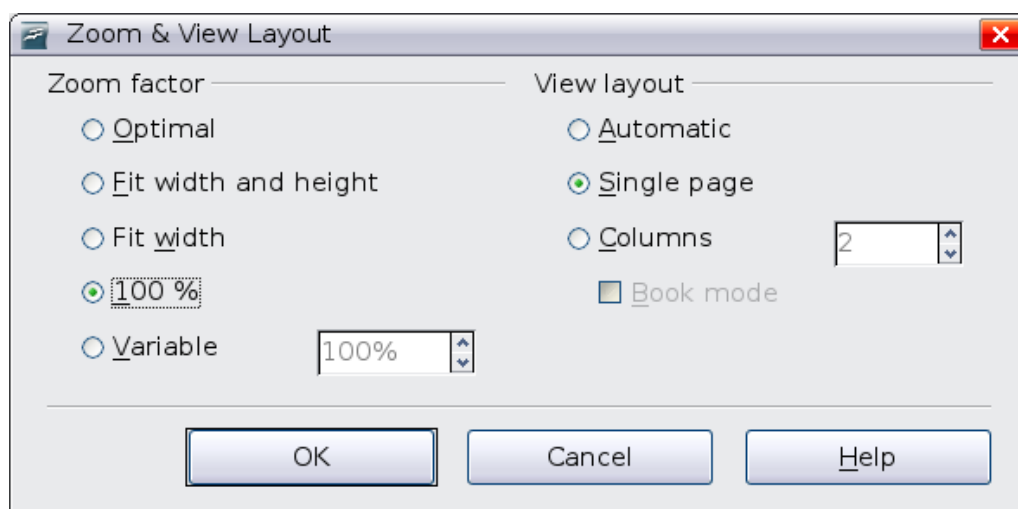 Zoom & View Layout
Zoom factor
Optimal
Fit width and height
Fit width
100 %
Variable
100%
View layout
Automatic
Single page
Columns
2
Book mode
OK
Cancel
Help